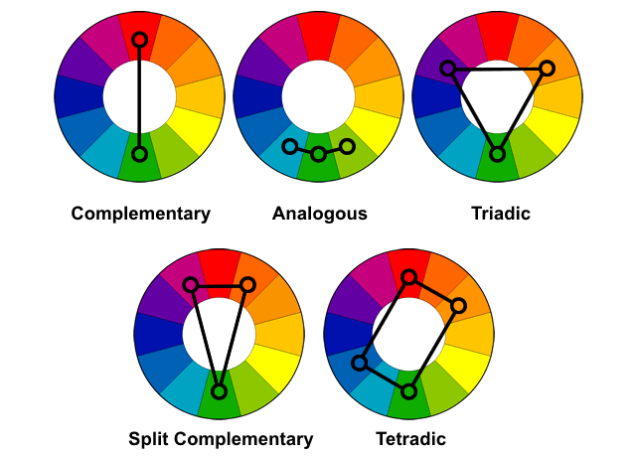 Complementary
Analogous
Triadic
Split Complementary
Tetradic